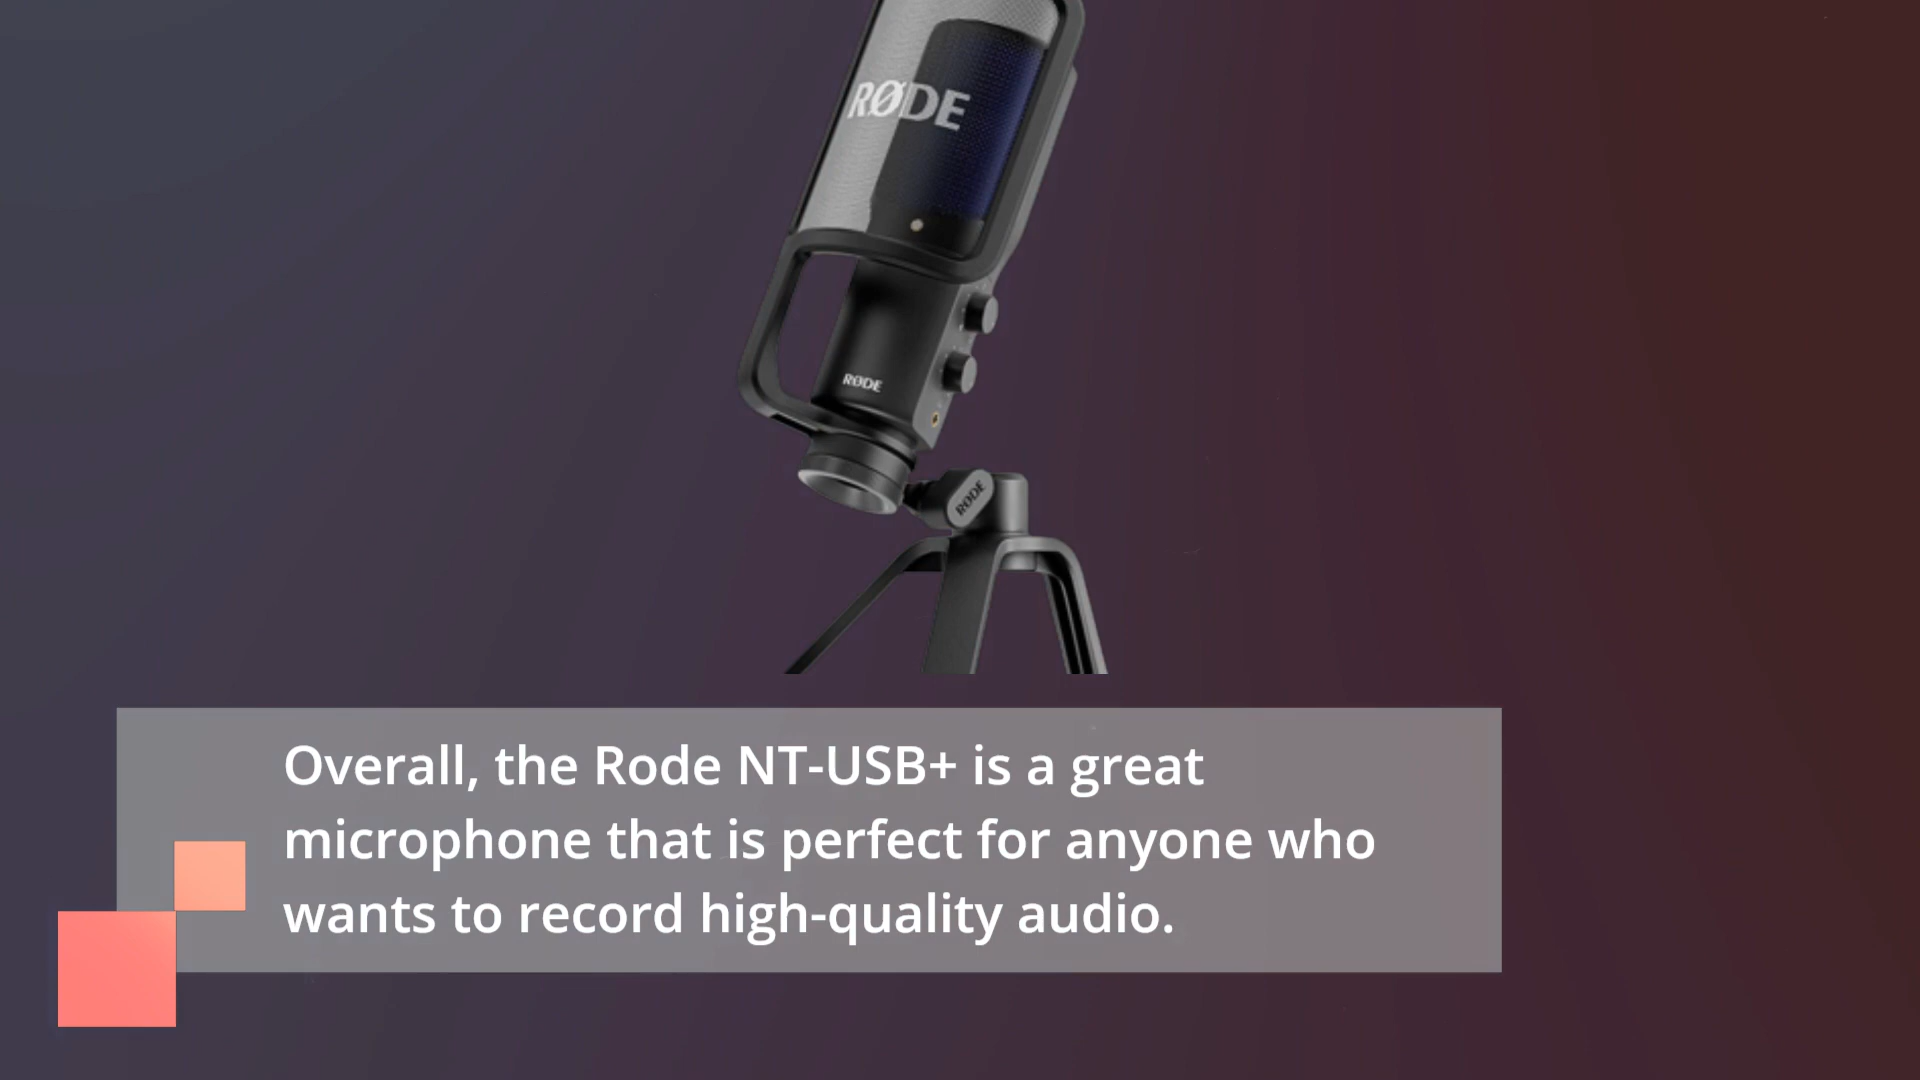 RØDE
RØDE
RØDE
Overall, the Rode NT-USB+ is a great
microphone that is perfect for anyone who
wants to record high-quality audio.